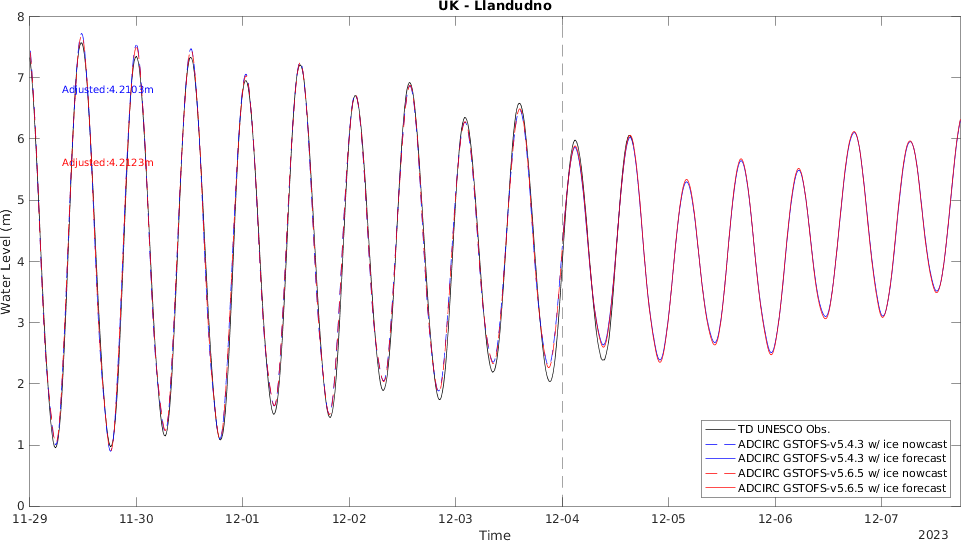 UK - Llandudno
8
7
6
5
4
3
2
1
0
Water Level (m)
Adjusted:4.2103m
Adjusted:4.2123m
TD UNESCO Obs.
ADCIRC GSTOFS-v5.4.3 w/ ice nowcast
ADCIRC GSTOFS-v5.4.3 w/ ice forecast
ADCIRC GSTOFS-v5.6.5 w/ ice nowcast
ADCIRC GSTOFS-v5.6.5 w/ ice forecast
11-29 11-30 12-01 12-02 12-03 12-04 12-05 12-06 12-07
Time
2023